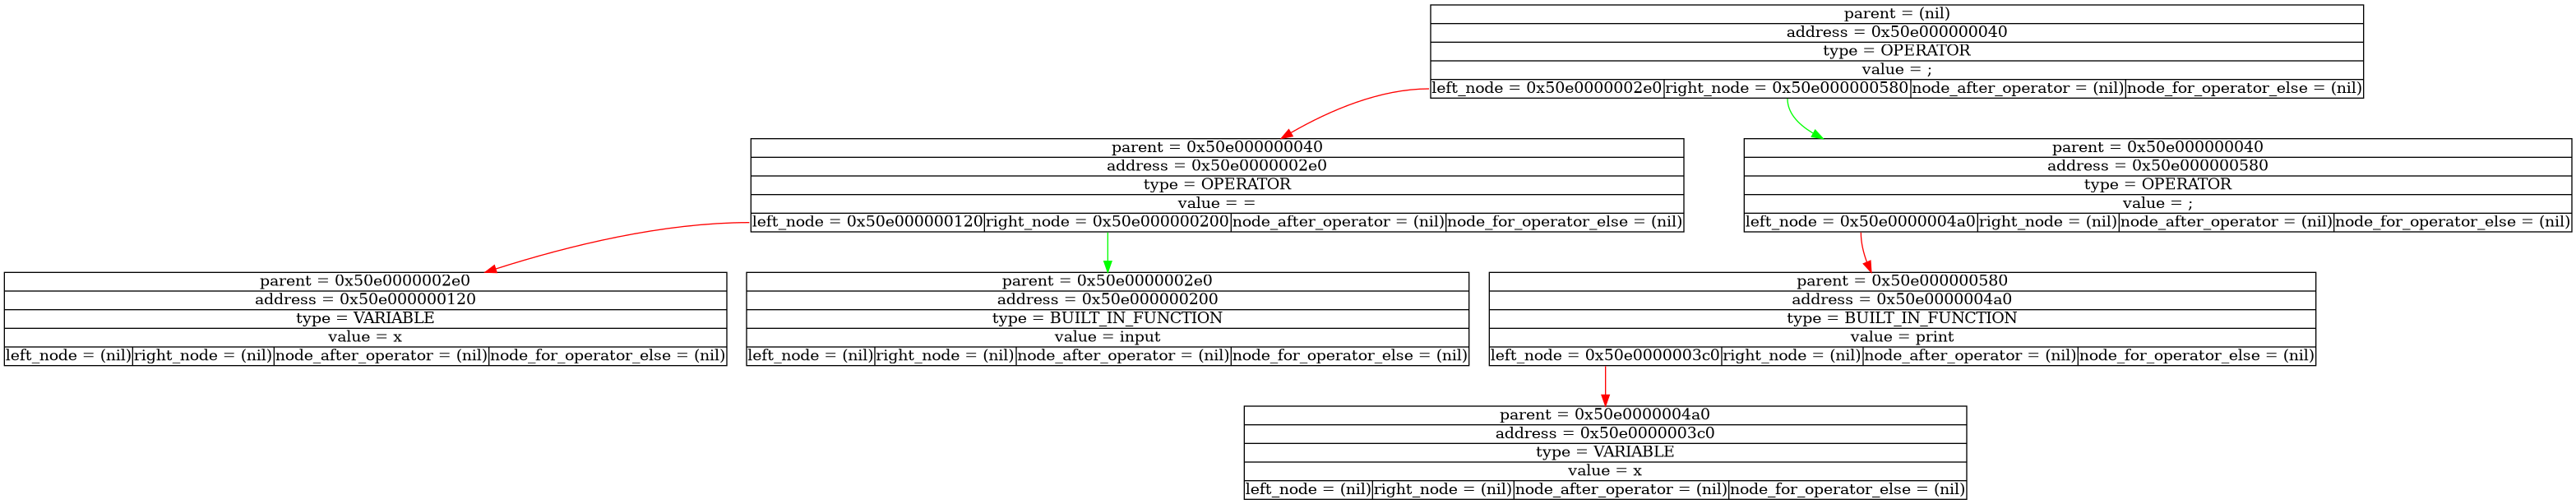 parent = (nil)
address = 0x50e000000040
type = OPERATOR
value = ;
left_node = 0x50e0000002e0 right_node = 0x50e000000580 node_after_operator = (nil) node_for_operator_else = (nil)
parent = 0x50e000000040
address = 0x50e0000002e0
type = OPERATOR
value = =
left_node = 0x50e000000120 right_node = 0x50e000000200 node_after_operator = (nil) node_for_operator_else = (nil)
parent = 0x50e000000040
address = 0x50e000000580
type = OPERATOR
value = ;
left_node = 0x50e0000004a0 right_node = (nil) node_after_operator = (nil) node_for_operator_else = (nil)
parent = 0x50e0000002e0
address = 0x50e000000120
type = VARIABLE
value = x
left_node = (nil) right_node = (nil) node_after_operator = (nil) node_for_operator_else = (nil)
parent = 0x50e0000002e0
address = 0x50e000000200
type = BUILT_IN_FUNCTION
value = input
left_node = (nil) right_node = (nil) node_after_operator = (nil) node_for_operator_else = (nil)
parent = 0x50e000000580
address = 0x50e0000004a0
type = BUILT_IN_FUNCTION
value = print
left_node = 0x50e0000003c0 right_node = (nil) node_after_operator = (nil) node_for_operator_else = (nil)
parent = 0x50e0000004a0
address = 0x50e0000003c0
type = VARIABLE
value = x
left_node = (nil) right_node = (nil) node_after_operator = (nil) node_for_operator_else = (nil)